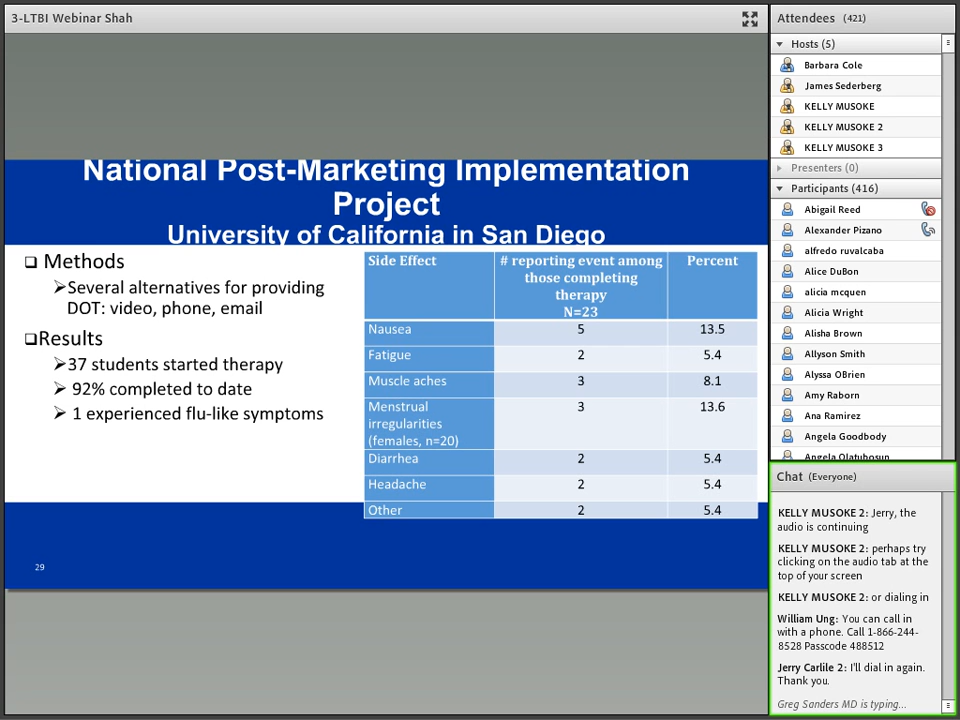 3-LTBI Webinar Shah
National Post-Marketing Implementation
Project
University of California in San Diego
❑ Methods
➢Several alternatives for providing
DOT: video, phone, email
❑Results
➢37 students started therapy
➢ 92% completed to date
➢ 1 experienced flu-like symptoms
Side Effect # reporting event among Percent
those completing
therapy
N=23
Nausea 5 13.5
Fatigue 2 5.4
Muscle aches 3 8.1
Menstrual 3 13.6
irregularities
(females, n=20)
Diarrhea 2 5.4
Headache 2 5.4
Other 2 5.4
29
Attendees (421)
Hosts (5)
Barbara Cole
James Sederberg
KELLY MUSOKE
KELLY MUSOKE 2
KELLY MUSOKE 3
Presenters (0)
Participants (416)
Abigail Reed
Alexander Pizano
alfredo ruvalcaba
Alice DuBon
alicia mcquen
Alicia Wright
Alisha Brown
Allyson Smith
Alyssa OBrien
Amy Raborn
Ana Ramirez
Angela Goodbody
Angela Olatubosun
Chat (Everyone)
KELLY MUSOKE 2: Jerry, the
audio is continuing
KELLY MUSOKE 2: perhaps try
clicking on the audio tab at the
top of your screen
KELLY MUSOKE 2: or dialing in
William Ung: You can call in
with a phone. Call 1-866-244-
8528 Passcode 488512
Jerry Carlile 2: I'll dial in again.
Thank you.
Greg Sanders MD is typing...